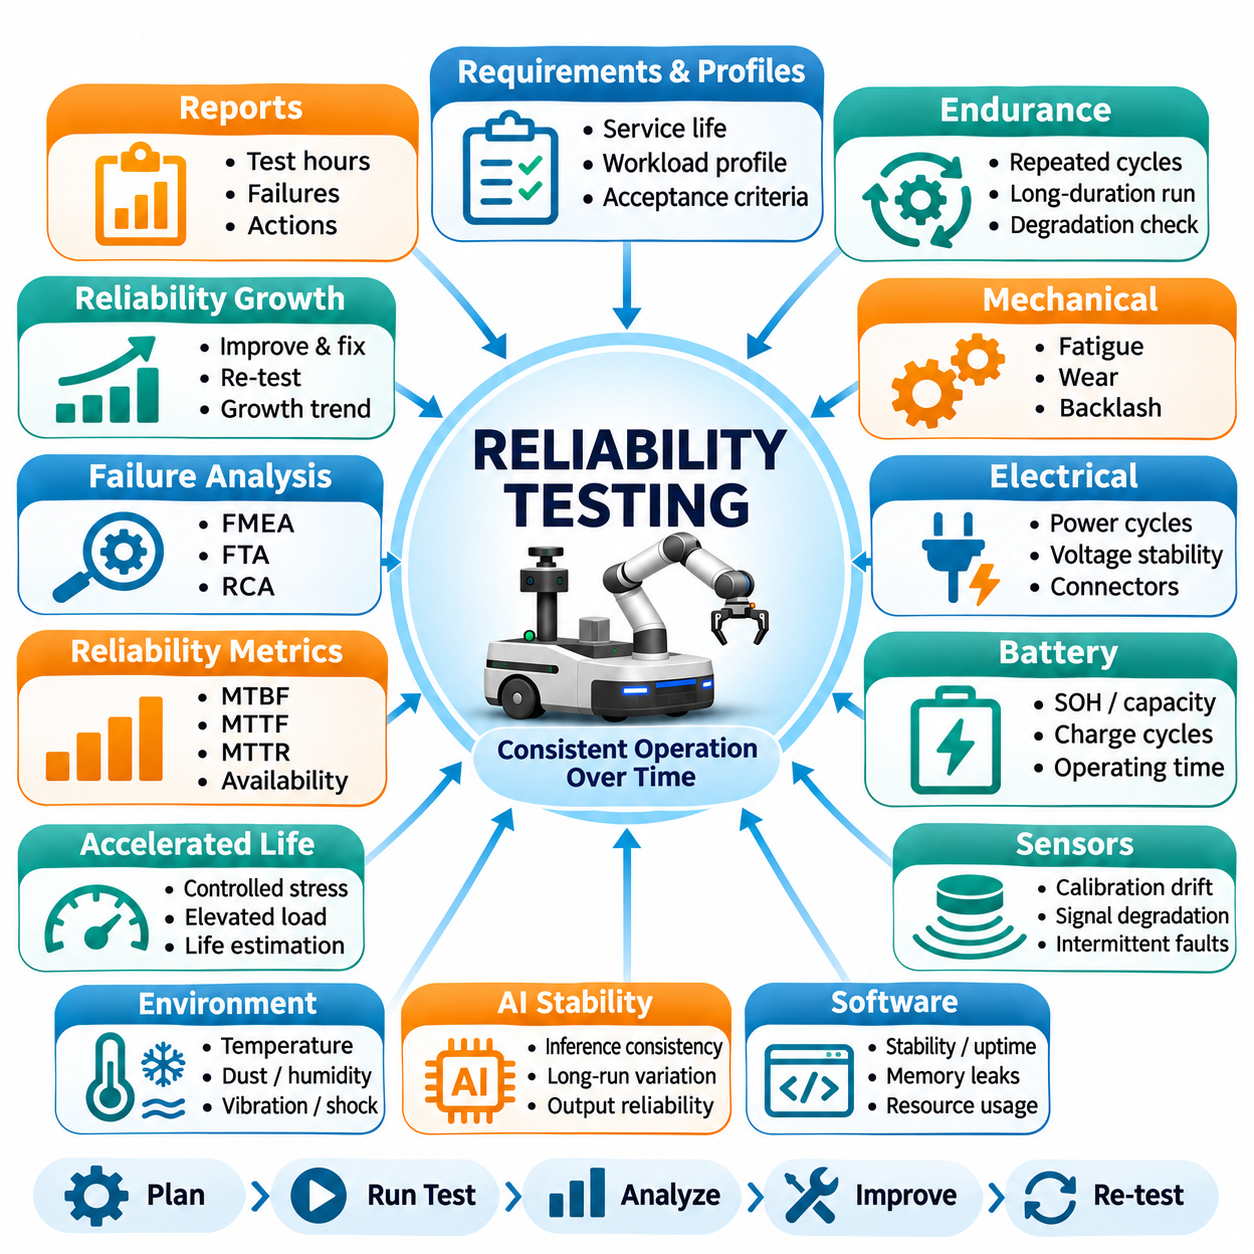 Requirements & Profiles
• Service life
• Workload profile
• Acceptance criteria
Reports
• Test hours
• Failures
• Actions
Endurance
• Repeated cycles
• Long-duration run
• Degradation check
Reliability Growth
• Improve & fix
• Re-test
• Growth trend
Mechanical
• Fatigue
• Wear
• Backlash
RELIABILITY
TESTING
Consistent Operation
Over Time
Failure Analysis
• FMEA
• FTA
• RCA
Electrical
• Power cycles
• Voltage stability
• Connectors
Reliability Metrics
• MTBF
• MTTF
• MTTR
• Availability
Battery
• SOH / capacity
• Charge cycles
• Operating time
Accelerated Life
• Controlled stress
• Elevated load
• Life estimation
Sensors
• Calibration drift
• Signal degradation
• Intermittent faults
Environment
• Temperature
• Dust / humidity
• Vibration / shock
AI Stability
AI
• Inference consistency
• Long-run variation
• Output reliability
Software
</>
• Stability / uptime
• Memory leaks
• Resource usage
Plan
Run Test
Analyze
Improve
Re-test